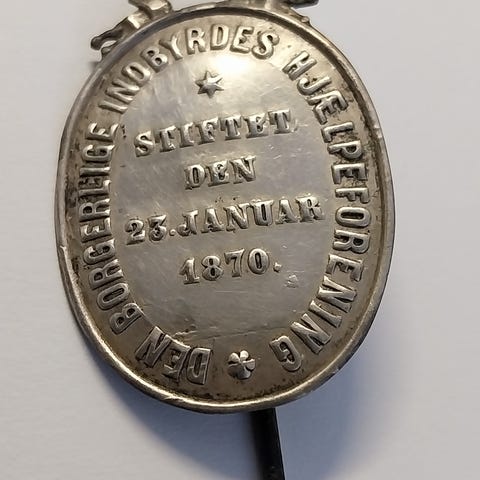 DEN BORGERLIGE INDBYRDES HJÆLPEFORENING
STIFTET
DEN
23. JANUAR
1870.